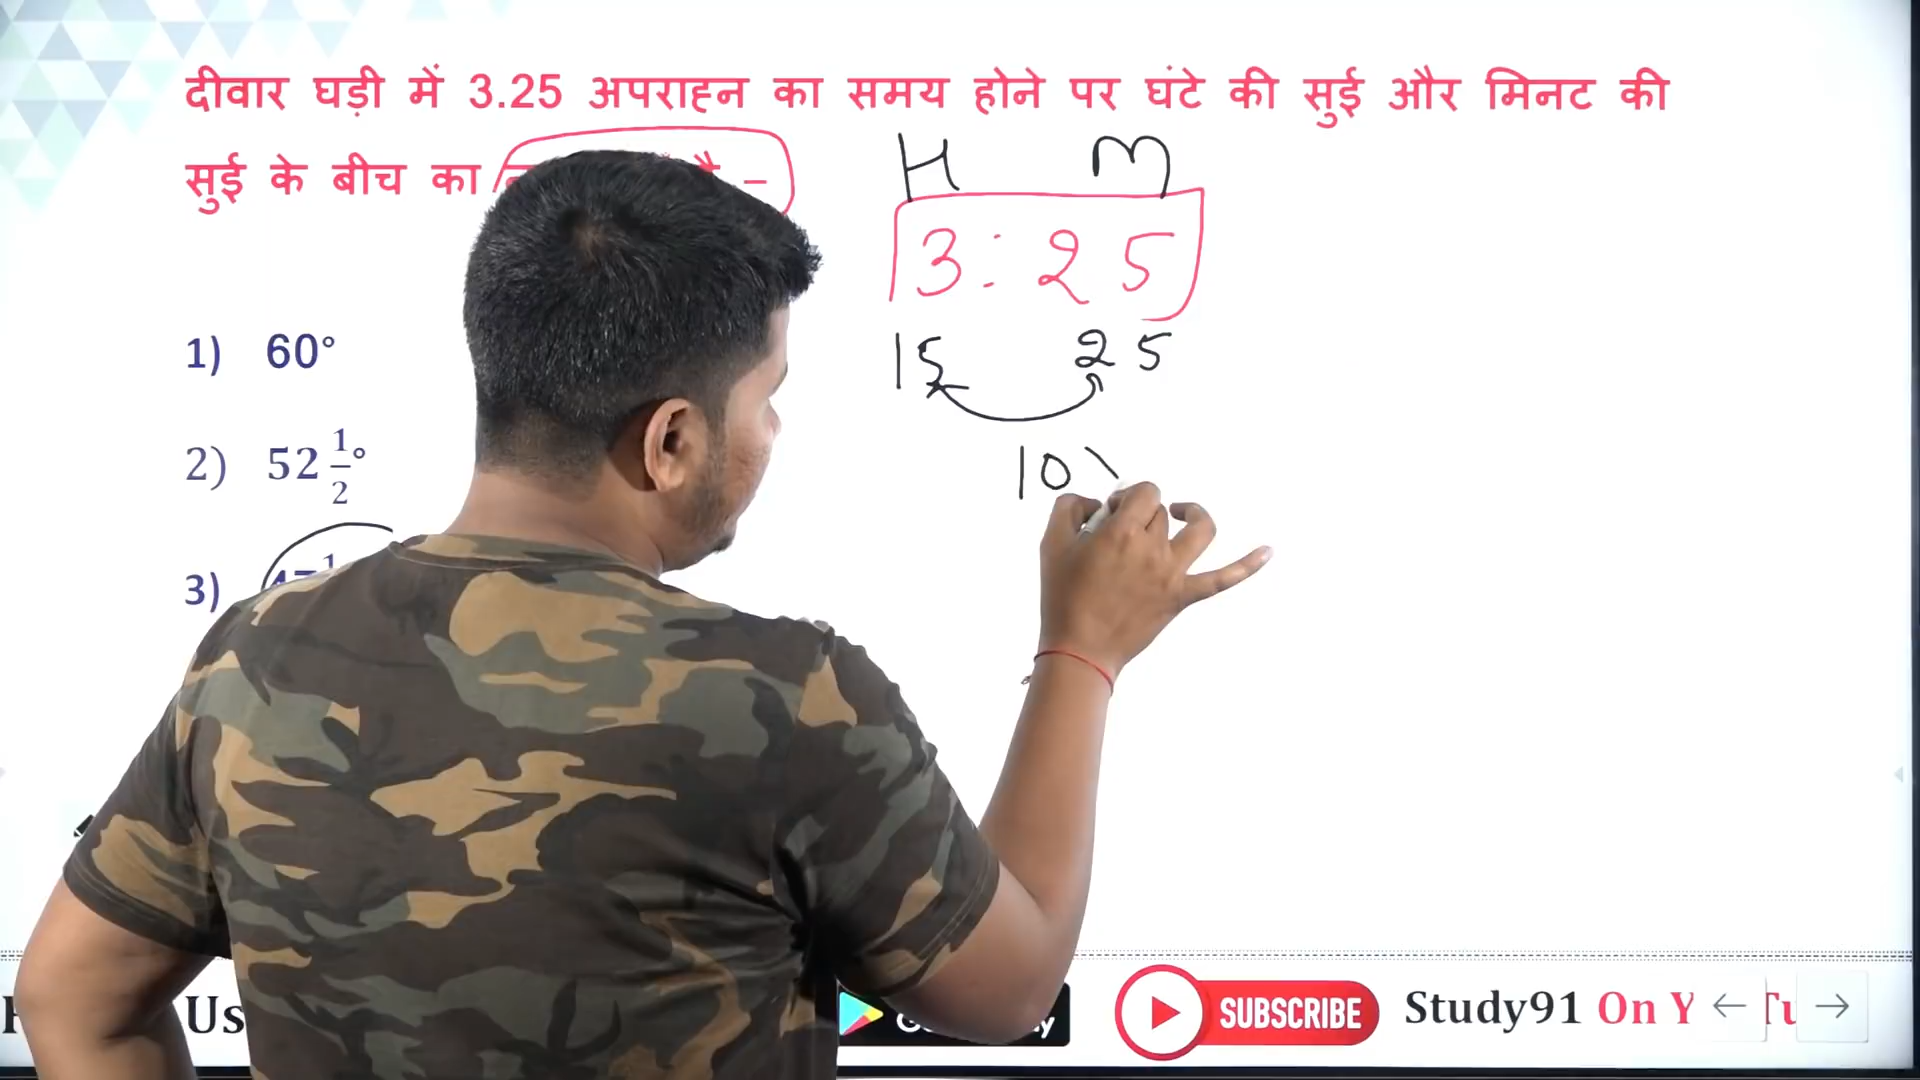 दीवार घड़ी में 3.25 अपराह्न का समय होने पर घंटे की सुई और मिनट की
सुई के बीच का
H M
3 : 25
15 25
10
1) 60°
2) 52 1/2°
3)
Us
SUBSCRIBE
Study91 On Y